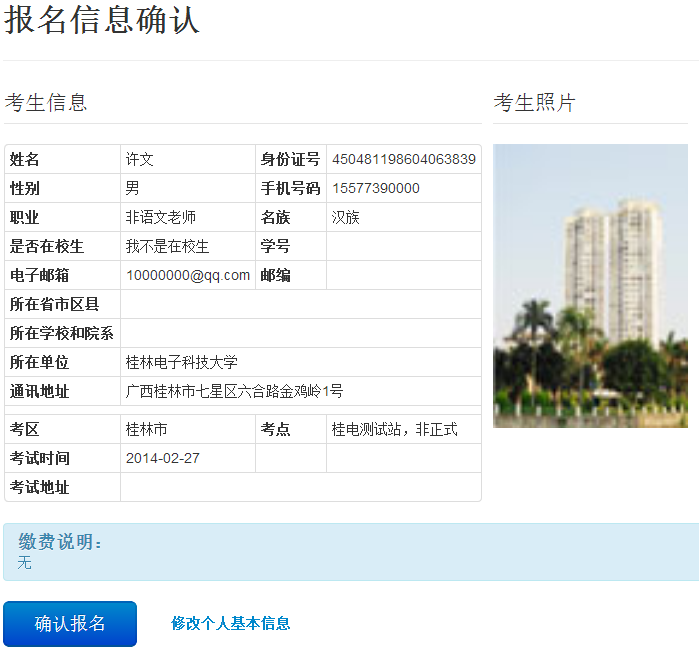 报名信息确认
考生信息
考生照片
姓名 许文 身份证号 450481198604063839
性别 男 手机号码 15577390000
职业 非语文老师 名族 汉族
是否在校生 我不是在校生 学号
电子邮箱 10000000@qq.com 邮编
所在省市区县
所在学校和院系
所在单位 桂林电子科技大学
通讯地址 广西桂林市七星区六合路金鸡岭1号
考区 桂林市 考点 桂电测试站，非正式
考试时间 2014-02-27
考试地址
缴费说明：
无
确认报名 修改个人基本信息